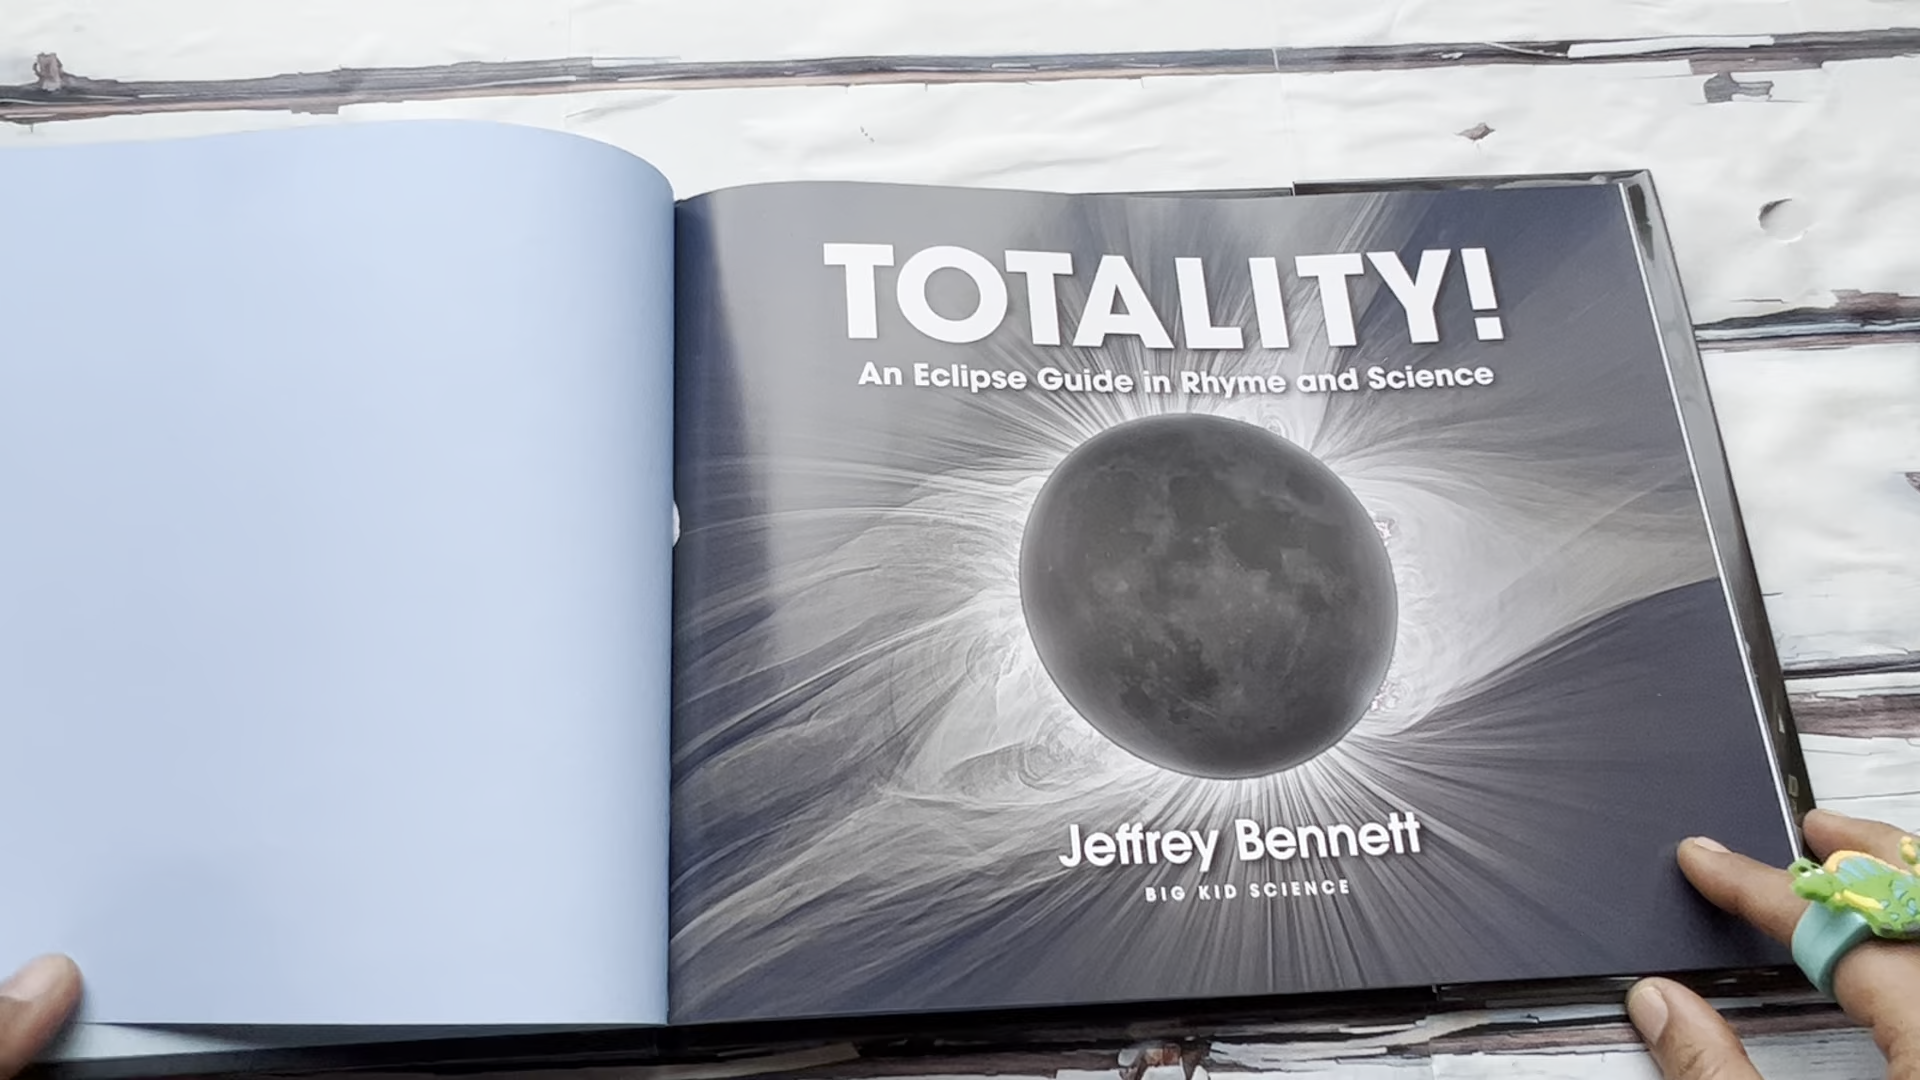 TOTALITY!
An Eclipse Guide in Rhyme and Science
Jeffrey Bennett
BIG KID SCIENCE